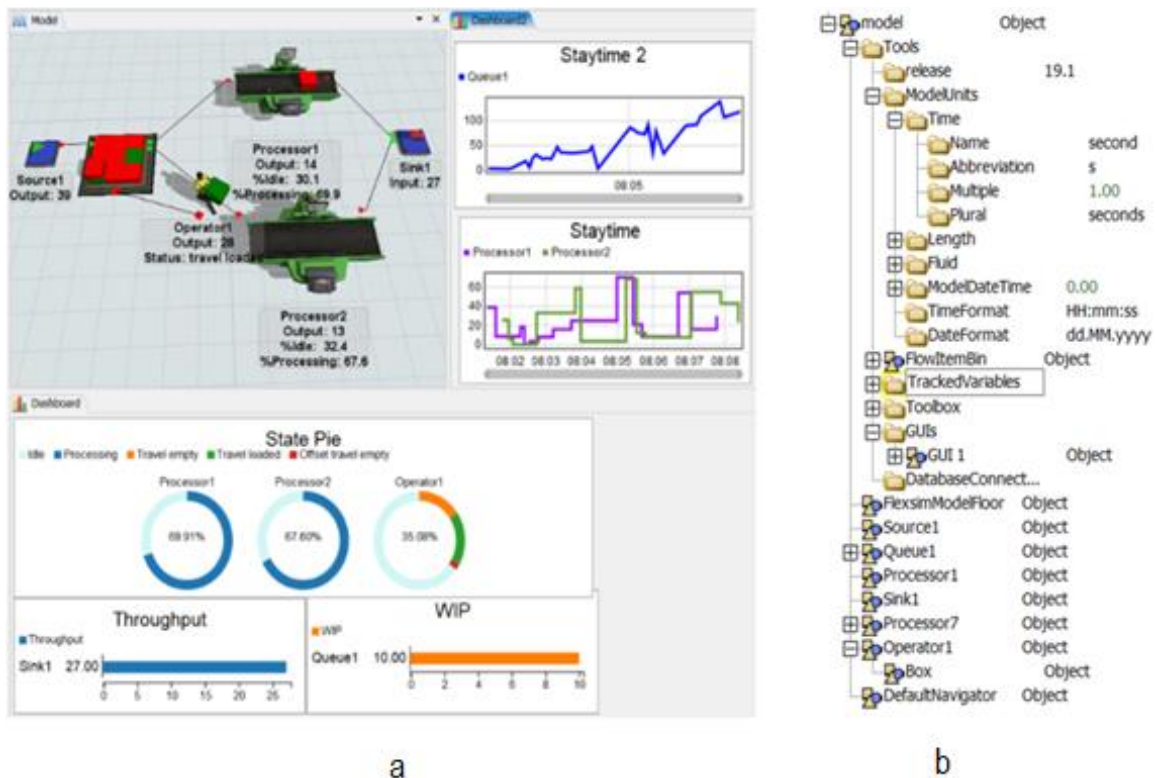 Model
Source1
Output: 39
Processor1
Output: 14
%Idle: 30.1
%Processing: 69.9
Sink1
Input: 27
Operator1
Output: 28
Status: travel loaded
Processor2
Output: 13
%Idle: 32.4
%Processing: 67.6
Dashboard2
Staytime 2
Queue1
100
50
0
08:05
Staytime
Processor1 Processor2
60
40
20
0
08:02 08:03 08:04 08:05 08:06 08:07 08:08
Dashboard
State Pie
Idle Processing Travel empty Travel loaded Offset travel empty
Processor1 Processor2 Operator1
69.91% 67.60% 35.08%
Throughput
Throughput
Sink1 27.00
0 5 10 15 20 25
WIP
WIP
Queue1 10.00
0 2 4 6 8 10
a
model Object
Tools
release 19.1
ModelUnits
Time
Name second
Abbreviation s
Multiple 1.00
Plural seconds
Length
Fluid
ModelDateTime 0.00
TimeFormat HH:mm:ss
DateFormat dd.MM.yyyy
FlowItemBin Object
TrackedVariables
Toolbox
GUIs
GUI 1 Object
DatabaseConnect...
FlexsimModelFloor Object
Source1 Object
Queue1 Object
Processor1 Object
Sink1 Object
Processor7 Object
Operator1 Object
Box Object
DefaultNavigator Object
b